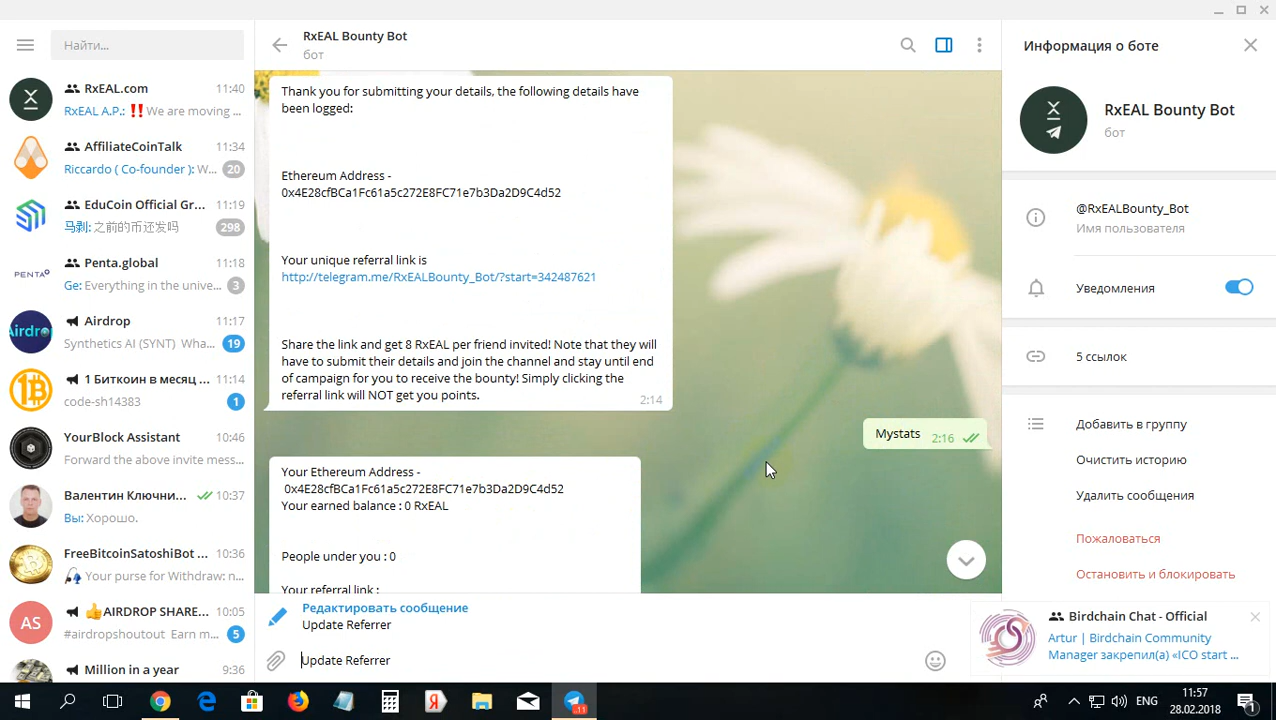 Найти...
RxEAL.com 11:40
RxEAL A.P.: ‼️ We are moving ...
AffiliateCoinTalk 11:34
Riccardo ( Co-founder ): W... 20
EduCoin Official Gr... 11:19
马剥: 之前的币还发吗 298
PENTA
Penta.global 11:18
Ge: Everything in the unive... 3
Airdrop
Airdrop 11:17
Synthetics AI (SYNT) Wha... 19
1 Биткоин в месяц ... 11:14
code-sh14383 1
YourBlock Assistant 10:46
Forward the above invite mess...
Валентин Ключни... 10:37
Вы: Хорошо.
FreeBitcoinSatoshiBot ... 10:36
🎣 Your purse for Withdraw: n...
AS
👍AIRDROP SHARE... 10:05
#airdropshoutout Earn m... 5
Million in a year 9:36
RxEAL Bounty Bot
бот
Thank you for submitting your details, the following details have
been logged:
Ethereum Address -
0x4E28cfBCa1Fc61a5c272E8FC71e7b3Da2D9C4d52
Your unique referral link is
http://telegram.me/RxEALBounty_Bot/?start=342487621
Share the link and get 8 RxEAL per friend invited! Note that they will
have to submit their details and join the channel and stay until end
of campaign for you to receive the bounty! Simply clicking the
referral link will NOT get you points.
2:14
Mystats 2:16
Your Ethereum Address -
0x4E28cfBCa1Fc61a5c272E8FC71e7b3Da2D9C4d52
Your earned balance : 0 RxEAL
People under you : 0
Your referral link :
Редактировать сообщение
Update Referrer
Update Referrer
Информация о боте
RxEAL Bounty Bot
бот
@RxEALBounty_Bot
Имя пользователя
Уведомления
5 ссылок
Добавить в группу
Очистить историю
Удалить сообщения
Пожаловаться
Остановить и блокировать
Birdchain Chat - Official
Artur | Birdchain Community
Manager закрепил(а) «ICO start ...
..11
ENG
11:57
28.02.2018
1